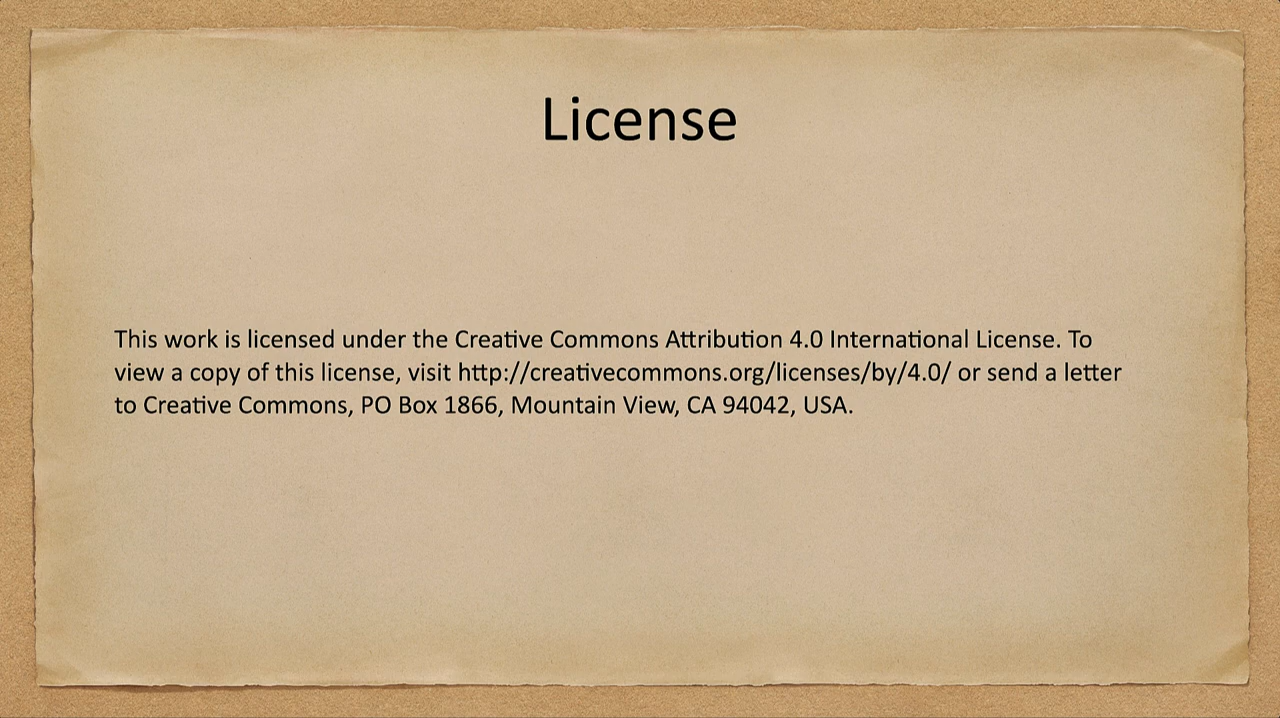 License
This work is licensed under the Creative Commons Attribution 4.0 International License. To
view a copy of this license, visit http://creativecommons.org/licenses/by/4.0/ or send a letter
to Creative Commons, PO Box 1866, Mountain View, CA 94042, USA.